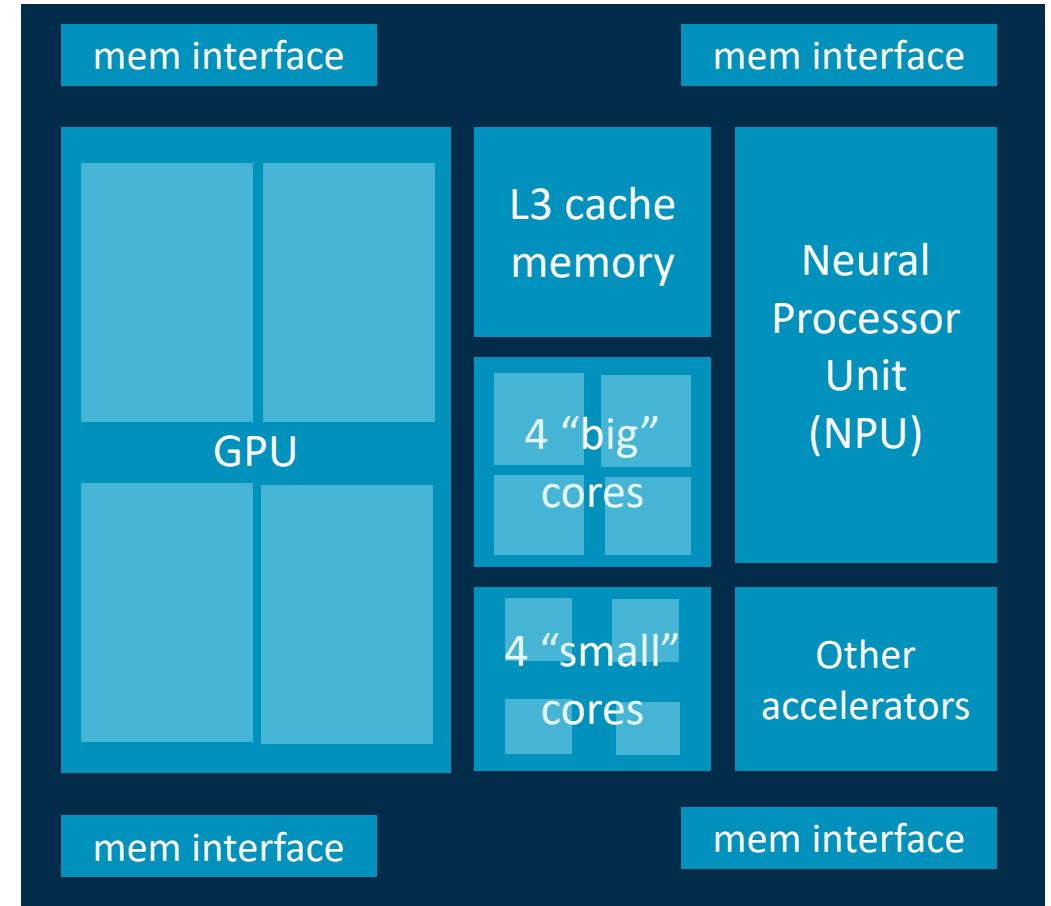 mem interface
mem interface
GPU
L3 cache
memory
4 “big”
cores
4 “small”
cores
Neural
Processor
Unit
(NPU)
Other
accelerators
mem interface
mem interface